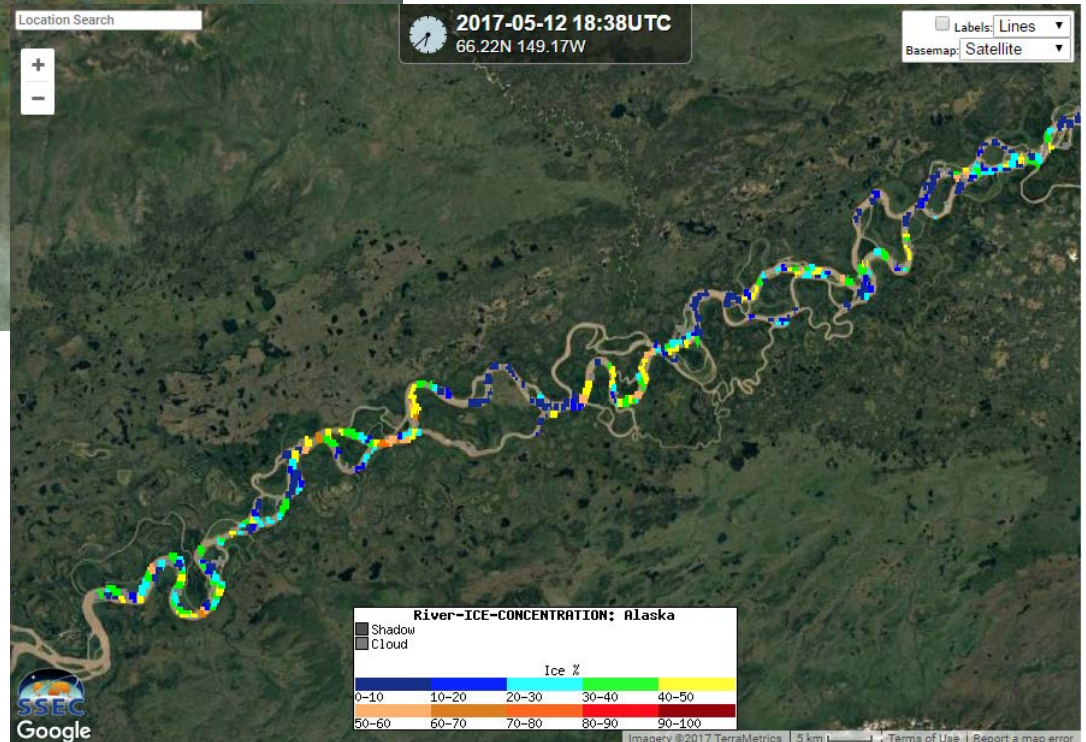 Location Search
2017-05-12 18:38UTC
66.22N 149.17W
Labels: Lines
Basemap: Satellite
+
−
River-ICE-CONCENTRATION: Alaska
Shadow
Cloud
Ice %
0-10 10-20 20-30 30-40 40-50
50-60 60-70 70-80 80-90 90-100
SSEC
Google
Imagery ©2017 TerraMetrics 5 km Terms of Use Report a map error